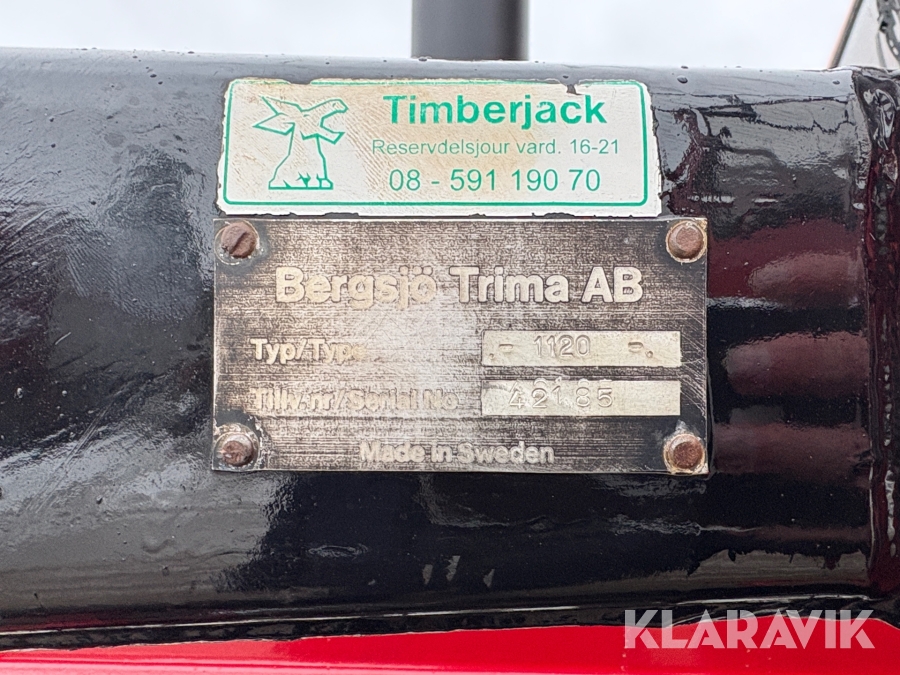 Timberjack
Reservdelsjour vard. 16-21
08 - 591 190 70
Bergsjö Trima AB
Typ/Type .- 1120 -.
Tillv.nr/Serial No 42185
Made in Sweden
KLARAVIK